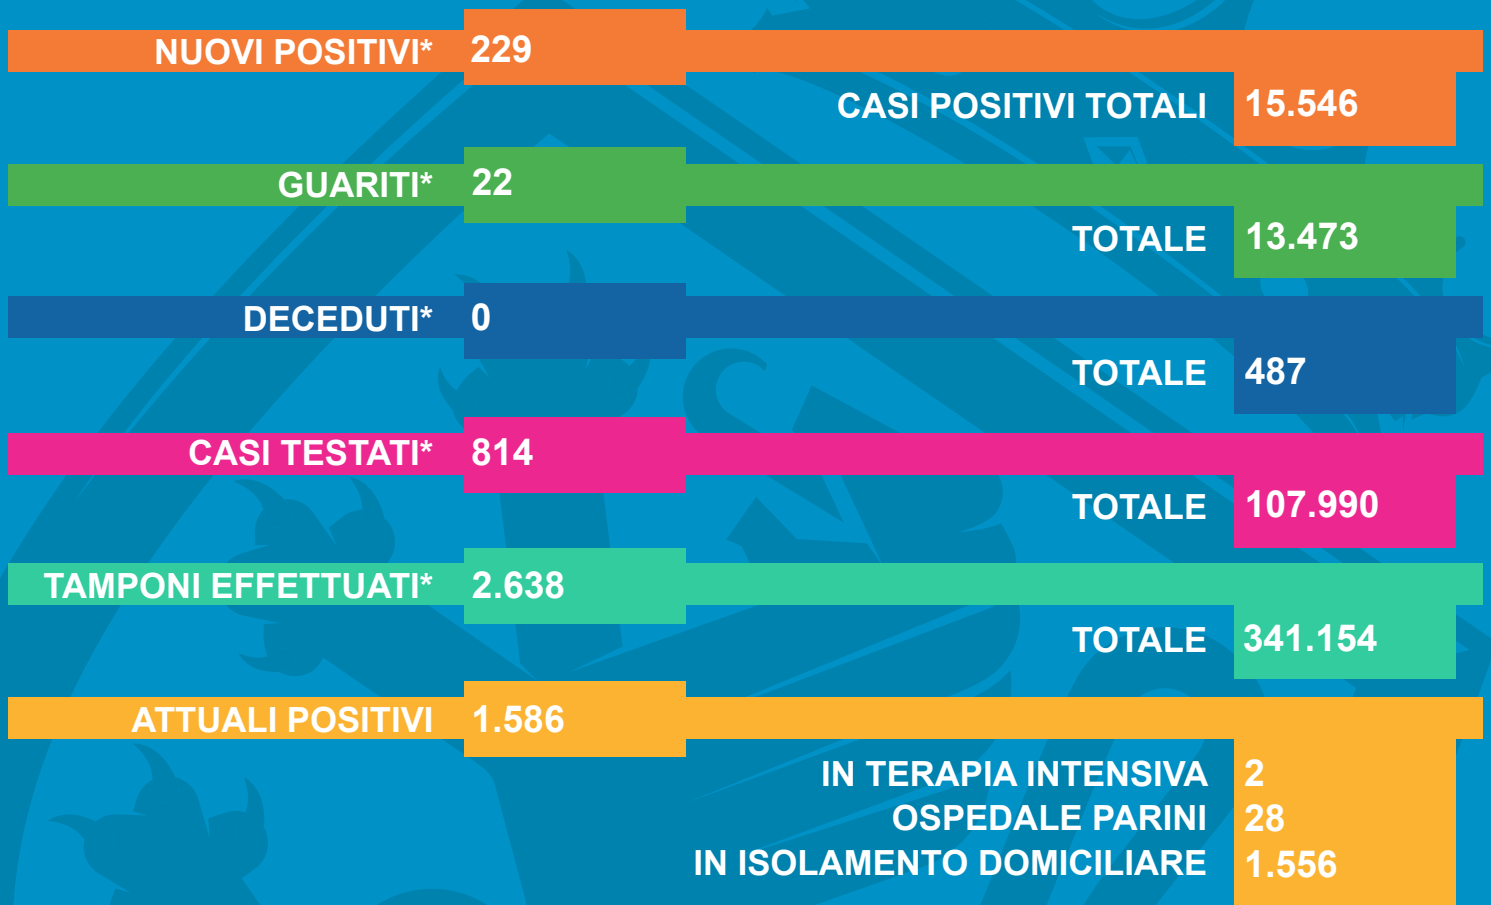 NUOVI POSITIVI* 229
CASI POSITIVI TOTALI 15.546
GUARITI* 22
TOTALE 13.473
DECEDUTI* 0
TOTALE 487
CASI TESTATI* 814
TOTALE 107.990
TAMPONI EFFETTUATI* 2.638
TOTALE 341.154
ATTUALI POSITIVI 1.586
IN TERAPIA INTENSIVA 2
OSPEDALE PARINI 28
IN ISOLAMENTO DOMICILIARE 1.556